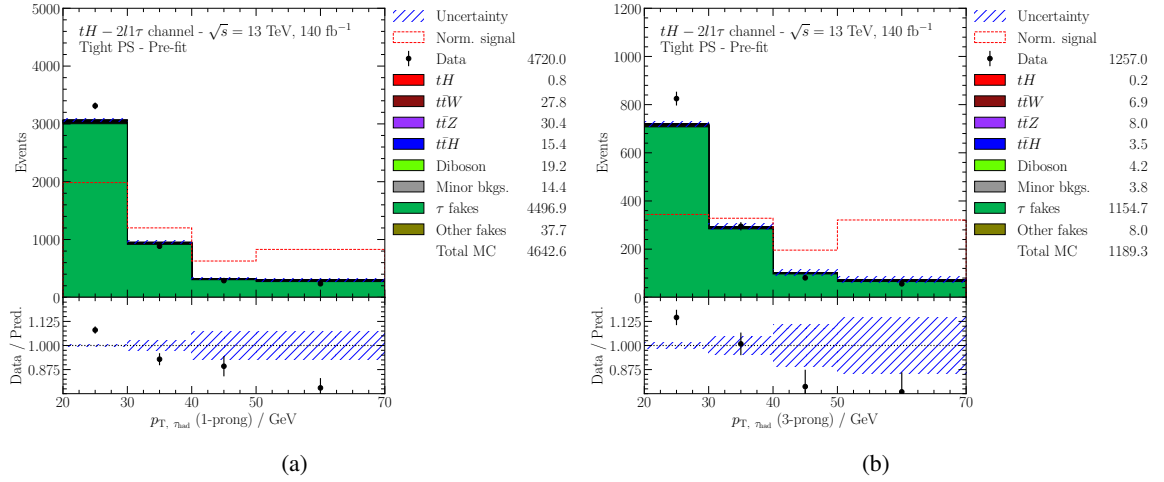 tH − 2l1τ channel - √s = 13 TeV, 140 fb⁻¹
Tight PS - Pre-fit
Events
5000
4000
3000
2000
1000
0
Uncertainty
Norm. signal
Data 4720.0
tH 0.8
tt̄W 27.8
tt̄Z 30.4
tt̄H 15.4
Diboson 19.2
Minor bkgs. 14.4
τ fakes 4496.9
Other fakes 37.7
Total MC 4642.6
Data / Pred.
1.125
1.000
0.875
20 30 40 50 60 70
pT, τhad (1-prong) / GeV
(a)
tH − 2l1τ channel - √s = 13 TeV, 140 fb⁻¹
Tight PS - Pre-fit
Events
1200
1000
800
600
400
200
0
Uncertainty
Norm. signal
Data 1257.0
tH 0.2
tt̄W 6.9
tt̄Z 8.0
tt̄H 3.5
Diboson 4.2
Minor bkgs. 3.8
τ fakes 1154.7
Other fakes 8.0
Total MC 1189.3
Data / Pred.
1.125
1.000
0.875
20 30 40 50 60 70
pT, τhad (3-prong) / GeV
(b)